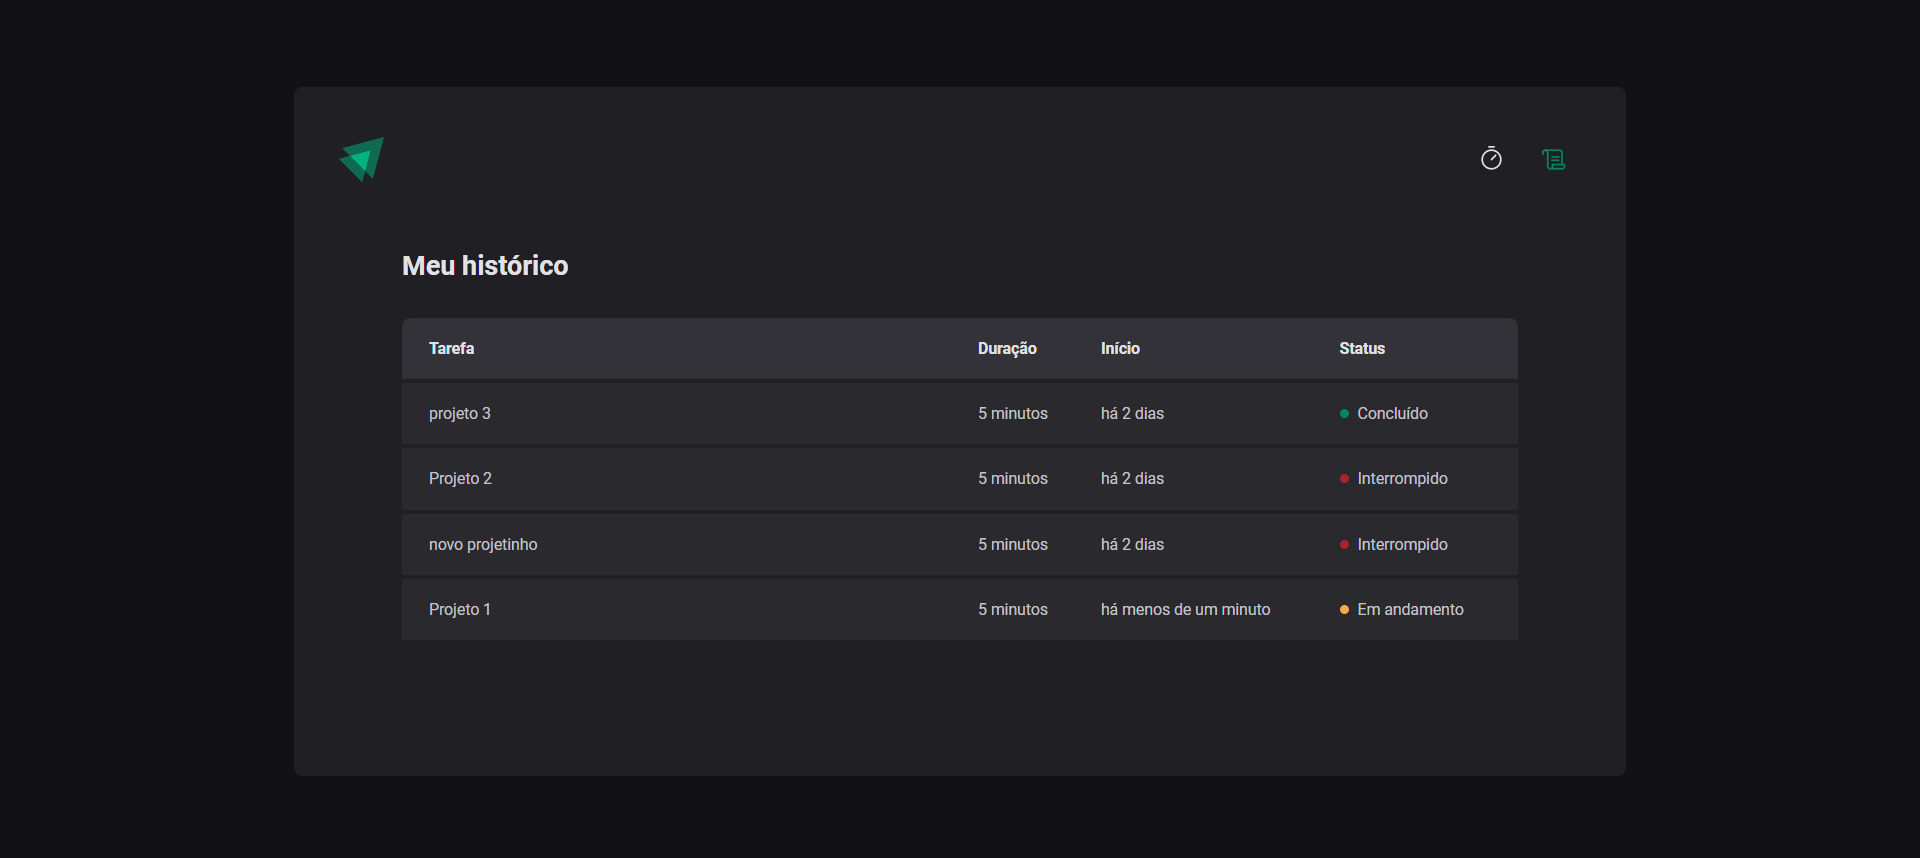 Meu histórico
Tarefa Duração Início Status
projeto 3 5 minutos há 2 dias Concluído
Projeto 2 5 minutos há 2 dias Interrompido
novo projetinho 5 minutos há 2 dias Interrompido
Projeto 1 5 minutos há menos de um minuto Em andamento